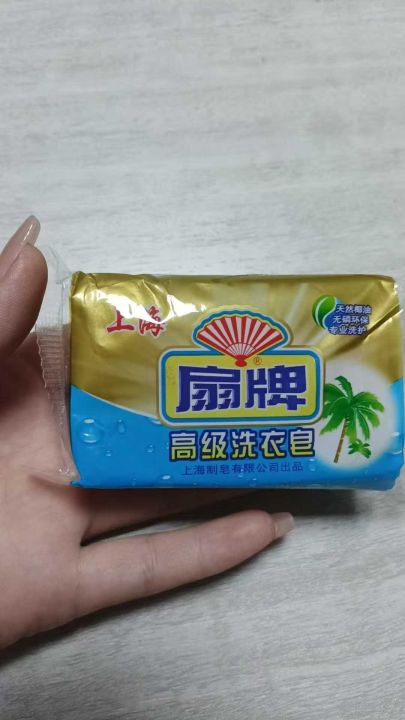 上海
天然椰油
无磷环保
专业洗护
®
扇牌
高级洗衣皂
上海制皂有限公司出品